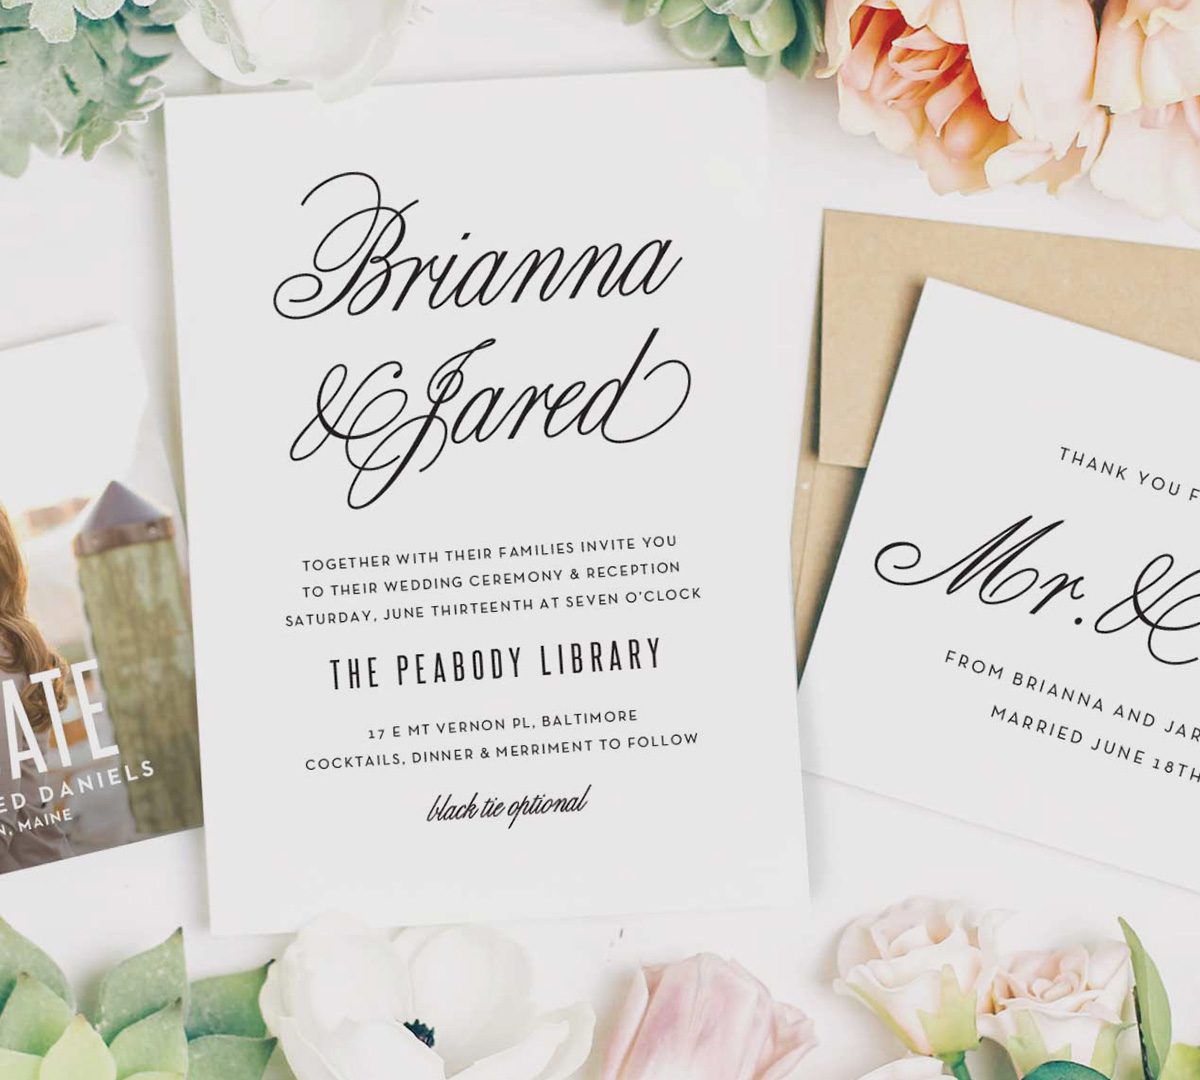 Brianna
& Jared
TOGETHER WITH THEIR FAMILIES INVITE YOU
TO THEIR WEDDING CEREMONY & RECEPTION
SATURDAY, JUNE THIRTEENTH AT SEVEN O'CLOCK
THE PEABODY LIBRARY
17 E MT VERNON PL, BALTIMORE
COCKTAILS, DINNER & MERRIMENT TO FOLLOW
black tie optional
ATE
ED DANIELS
N, MAINE
THANK YOU F
Mr. &
FROM BRIANNA AND JAR
MARRIED JUNE 18TH